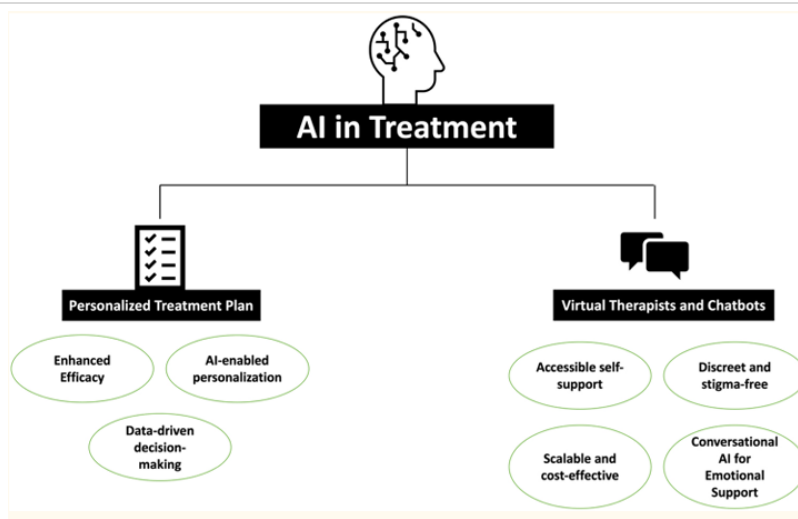 AI in Treatment
Personalized Treatment Plan
Enhanced
Efficacy
AI-enabled
personalization
Data-driven
decision-
making
Virtual Therapists and Chatbots
Accessible self-
support
Discreet and
stigma-free
Scalable and
cost-effective
Conversational
AI for
Emotional
Support